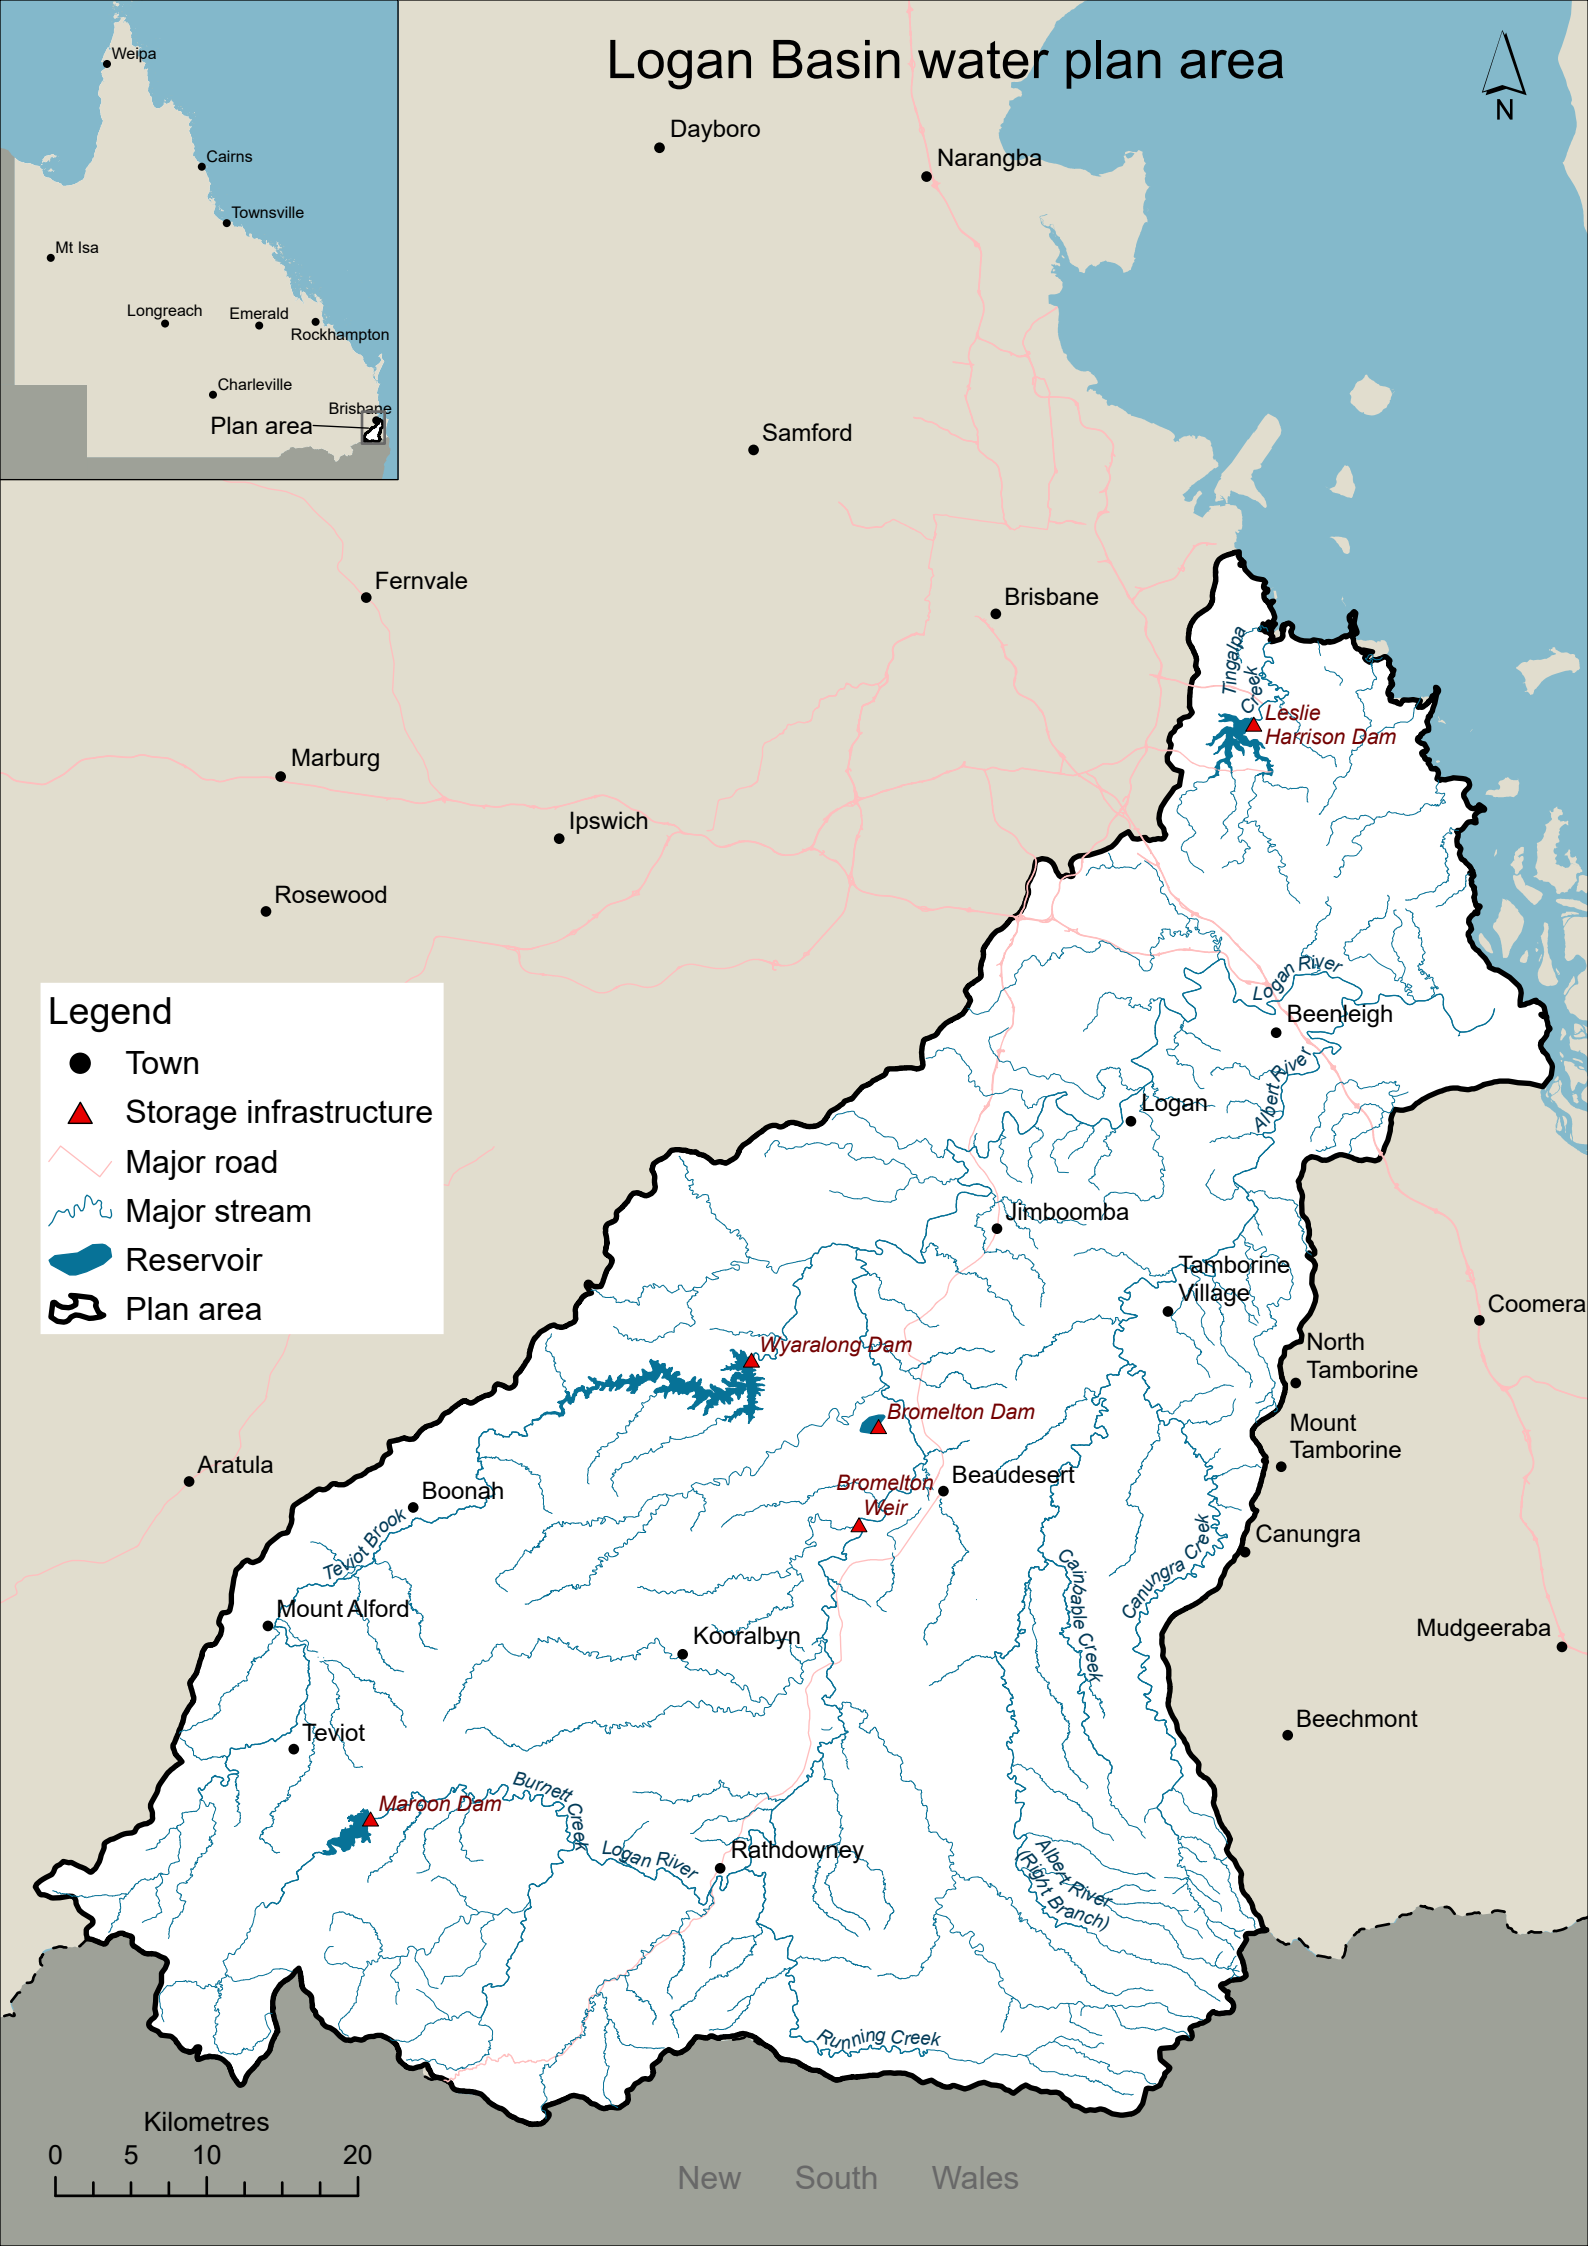 Logan Basin water plan area
N
Weipa
Cairns
Townsville
Mt Isa
Longreach
Emerald
Rockhampton
Charleville
Brisbane
Plan area
Dayboro
Narangba
Samford
Fernvale
Brisbane
Tingalpa
Creek
Leslie
Harrison Dam
Marburg
Ipswich
Rosewood
Logan River
Beenleigh
Albert River
Logan
Legend
Town
Storage infrastructure
Major road
Major stream
Reservoir
Plan area
Jimboomba
Tamborine
Village
Coomera
North
Tamborine
Wyaralong Dam
Bromelton Dam
Mount
Tamborine
Aratula
Boonah
Beaudesert
Bromelton
Weir
Teviot Brook
Canungra
Canungra Creek
Cainbable Creek
Mount Alford
Kooralbyn
Mudgeeraba
Beechmont
Teviot
Maroon Dam
Burnett Creek
Logan River
Rathdowney
Albert River
(Right Branch)
Running Creek
Kilometres
0 5 10 20
New South Wales